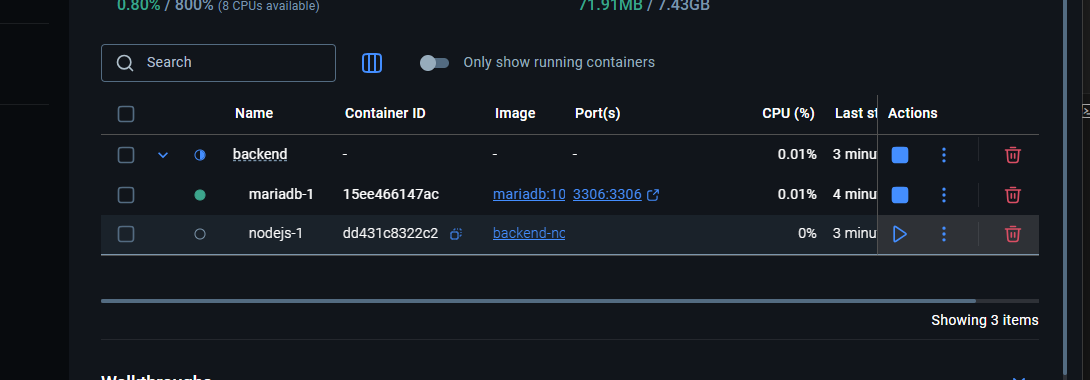 0.80% / 800% (8 CPUs available) 71.91MB / 7.43GB
Search Only show running containers
Name Container ID Image Port(s) CPU (%) Last st Actions
backend - - - 0.01% 3 minu
mariadb-1 15ee466147ac mariadb:10 3306:3306 0.01% 4 minu
nodejs-1 dd431c8322c2 backend-no 0% 3 minu
Showing 3 items
Walkthroughs